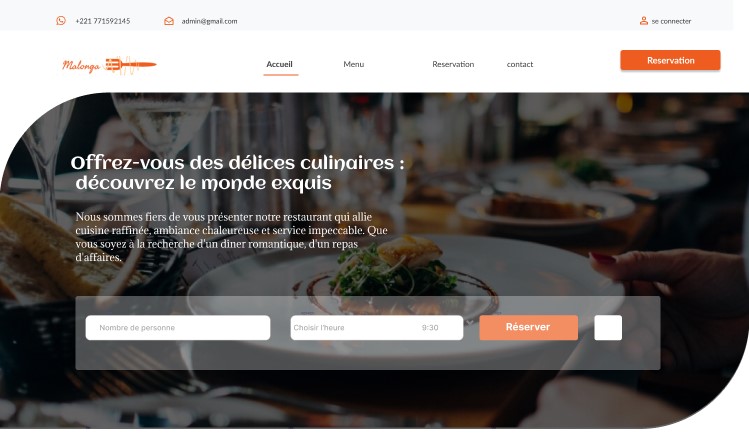 +221 771592145
admin@gmail.com
se connecter
Malonga
Accueil
Menu
Reservation
contact
Reservation
Offrez-vous des délices culinaires :
découvrez le monde exquis
Nous sommes fiers de vous présenter notre restaurant qui allie
cuisine raffinée, ambiance chaleureuse et service impeccable. Que
vous soyez à la recherche d'un dîner romantique, d'un repas
d'affaires.
Nombre de personne
Choisir l'heure
9:30
Réserver